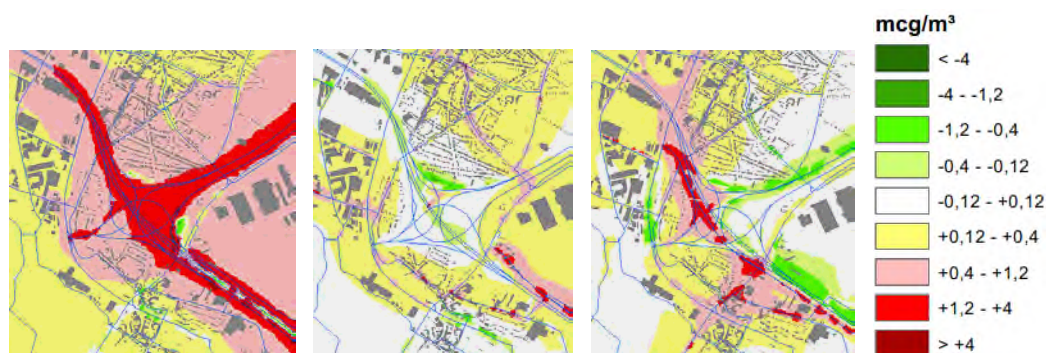 mcg/m³
< -4
-4 - -1,2
-1,2 - -0,4
-0,4 - -0,12
-0,12 - +0,12
+0,12 - +0,4
+0,4 - +1,2
+1,2 - +4
> +4